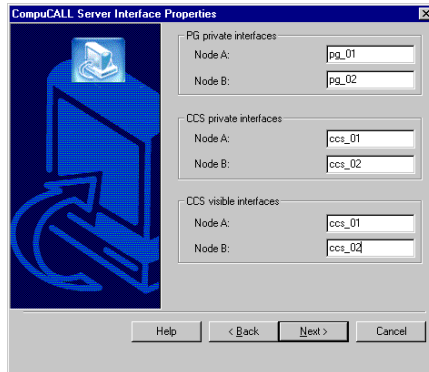 CompuCALL Server Interface Properties
PG private interfaces
Node A: pg_01
Node B: pg_02
CCS private interfaces
Node A: ccs_01
Node B: ccs_02
CCS visible interfaces
Node A: ccs_01
Node B: ccs_02
Help < Back Next > Cancel